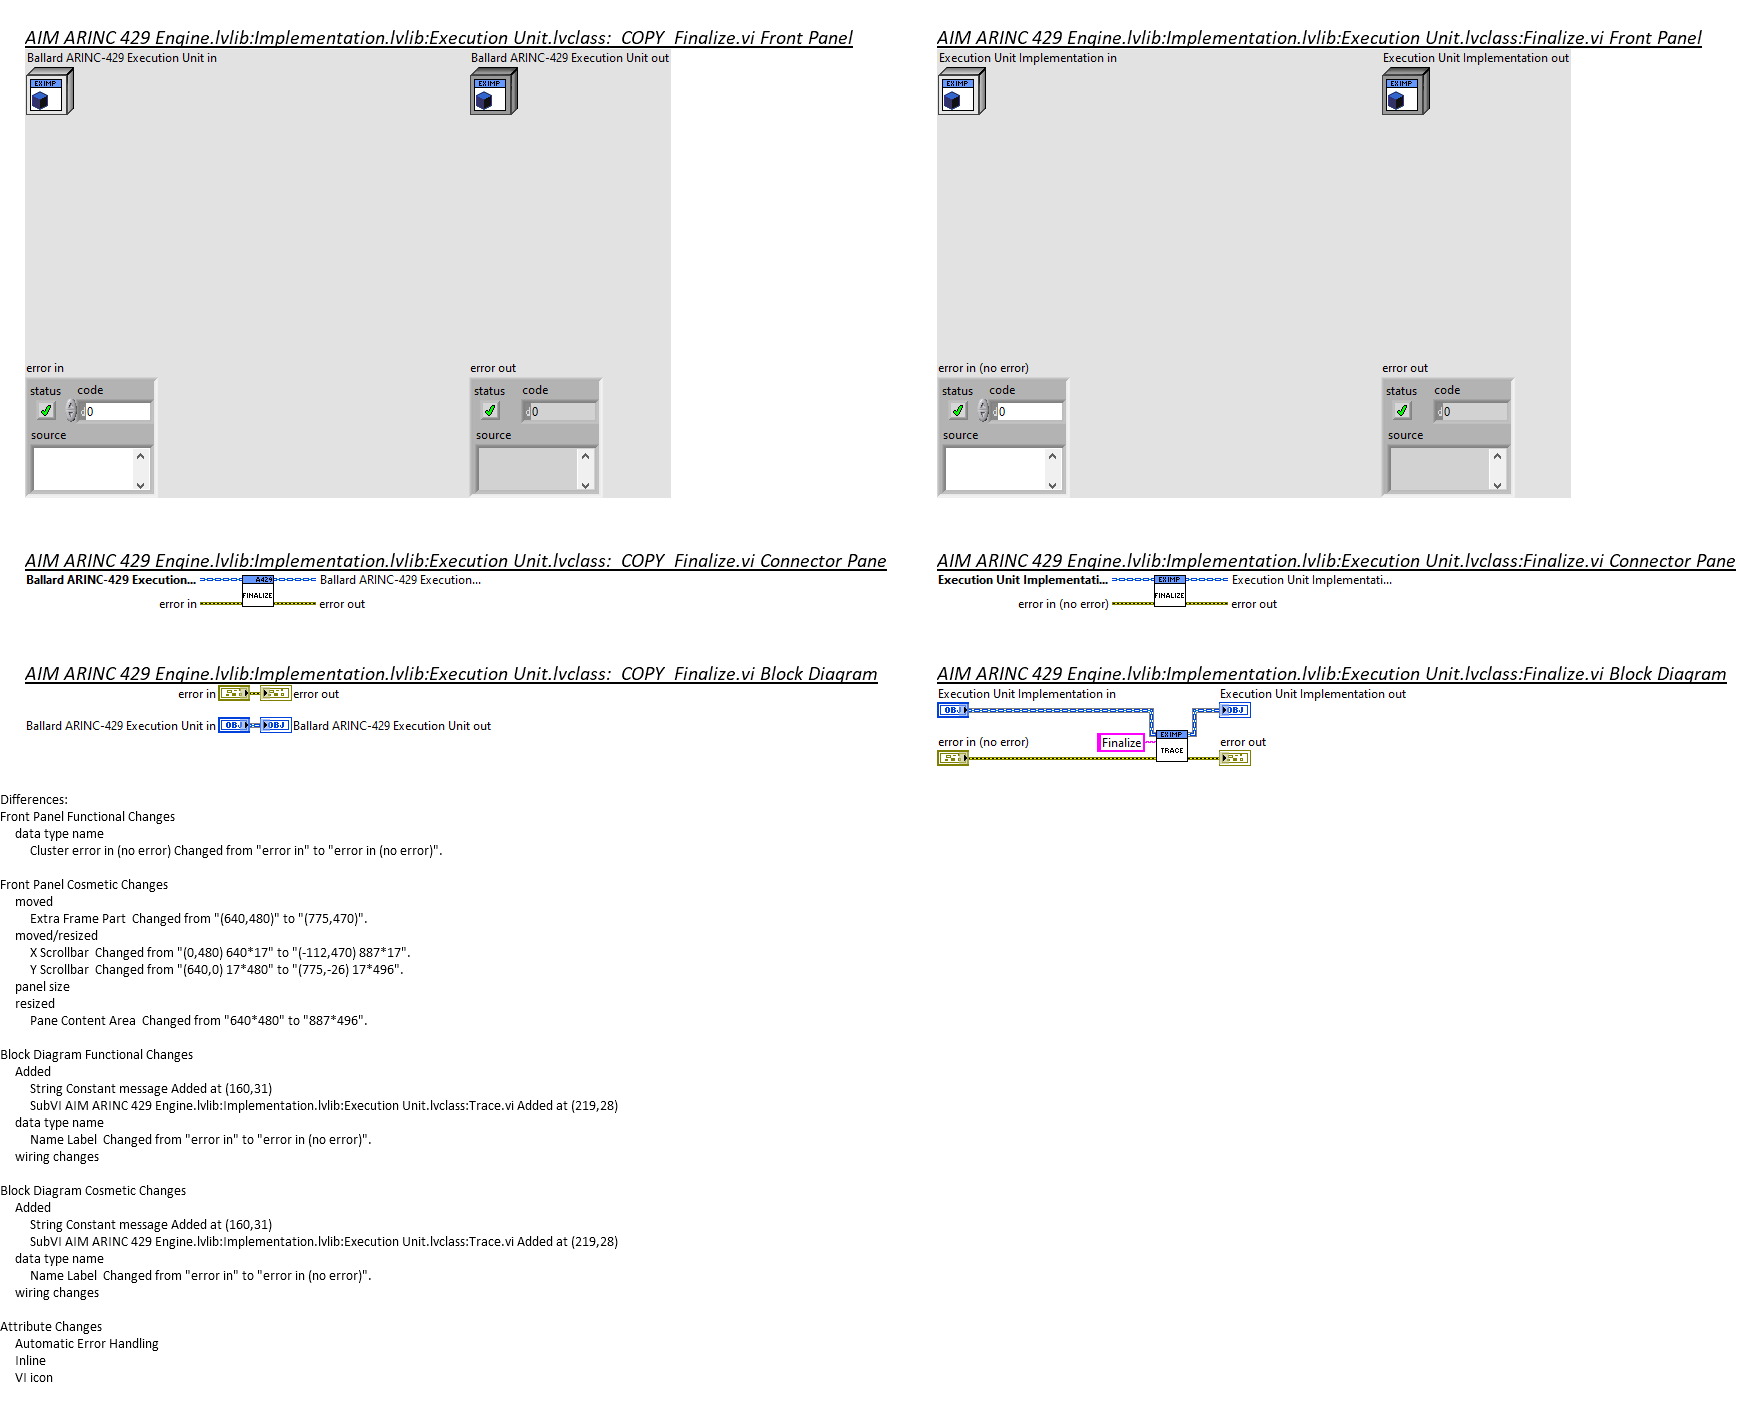 AIM ARINC 429 Engine.lvlib:Implementation.lvlib:Execution Unit.lvclass:_COPY_Finalize.vi Front Panel
Ballard ARINC-429 Execution Unit in
Ballard ARINC-429 Execution Unit out
EXIMP
EXIMP
error in
status
code
d 0
source
error out
status
code
d 0
source
AIM ARINC 429 Engine.lvlib:Implementation.lvlib:Execution Unit.lvclass:Finalize.vi Front Panel
Execution Unit Implementation in
Execution Unit Implementation out
EXIMP
EXIMP
error in (no error)
status
code
d 0
source
error out
status
code
d 0
source
AIM ARINC 429 Engine.lvlib:Implementation.lvlib:Execution Unit.lvclass:_COPY_Finalize.vi Connector Pane
Ballard ARINC-429 Execution...
A429
FINALIZE
Ballard ARINC-429 Execution...
error in
error out
AIM ARINC 429 Engine.lvlib:Implementation.lvlib:Execution Unit.lvclass:Finalize.vi Connector Pane
Execution Unit Implementati...
EXIMP
FINALIZE
Execution Unit Implementati...
error in (no error)
error out
AIM ARINC 429 Engine.lvlib:Implementation.lvlib:Execution Unit.lvclass:_COPY_Finalize.vi Block Diagram
error in
error out
Ballard ARINC-429 Execution Unit in
OBJ
OBJ
Ballard ARINC-429 Execution Unit out
AIM ARINC 429 Engine.lvlib:Implementation.lvlib:Execution Unit.lvclass:Finalize.vi Block Diagram
Execution Unit Implementation in
Execution Unit Implementation out
OBJ
OBJ
error in (no error)
Finalize
EXIMP
TRACE
error out
Differences:
Front Panel Functional Changes
data type name
Cluster error in (no error) Changed from "error in" to "error in (no error)".
Front Panel Cosmetic Changes
moved
Extra Frame Part  Changed from "(640,480)" to "(775,470)".
moved/resized
X Scrollbar  Changed from "(0,480) 640*17" to "(-112,470) 887*17".
Y Scrollbar  Changed from "(640,0) 17*480" to "(775,-26) 17*496".
panel size
resized
Pane Content Area  Changed from "640*480" to "887*496".
Block Diagram Functional Changes
Added
String Constant message Added at (160,31)
SubVI AIM ARINC 429 Engine.lvlib:Implementation.lvlib:Execution Unit.lvclass:Trace.vi Added at (219,28)
data type name
Name Label  Changed from "error in" to "error in (no error)".
wiring changes
Block Diagram Cosmetic Changes
Added
String Constant message Added at (160,31)
SubVI AIM ARINC 429 Engine.lvlib:Implementation.lvlib:Execution Unit.lvclass:Trace.vi Added at (219,28)
data type name
Name Label  Changed from "error in" to "error in (no error)".
wiring changes
Attribute Changes
Automatic Error Handling
Inline
VI icon